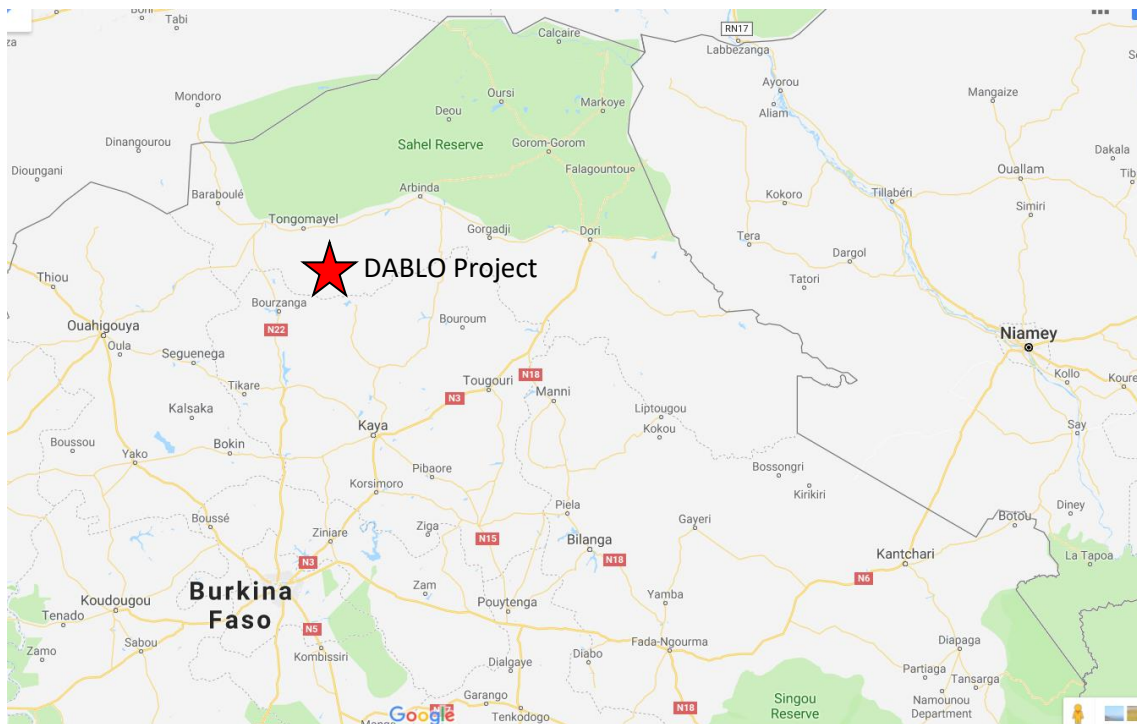 Tabi
RN17
Calcaire
Labbezanga
Ayorou
Mangaize
Mondoro
Oursi
Markoye
Aliam
Deou
Dinangourou
Sahel Reserve
Gorom-Gorom
Dakala
Dioungani
Falagountou
Ouallam
Baraboulé
Arbinda
Kokoro
Tillabéri
Simiri
Tongomayel
Gorgadji
Dori
Tera
Dargol
DABLO Project
Thiou
Tatori
Bourzanga
Bouroum
Ouahigouya
N22
Niamey
Oula
Seguenega
Kollo
Tikare
Tougouri
N18
Manni
N3
Kalsaka
Liptougou
Say
Kaya
Kokou
Boussou
Bokin
Yako
Pibaore
Bossongri
Korsimoro
Kirikiri
Piela
Diney
Boussé
Ziniare
Ziga
Gayeri
Botou
N15
Bilanga
N3
N18
Kantchari
La Tapoa
N6
Burkina
Faso
Zam
Yamba
Koudougou
Pouytenga
Tenado
N5
Sabou
Fada-Ngourma
Diapaga
Zamo
Kombissiri
Diabo
Dialgaye
Partiaga
Tansarga
Garango
Singou
Reserve
Namounou
Department
N18
Google
Tenkodogo